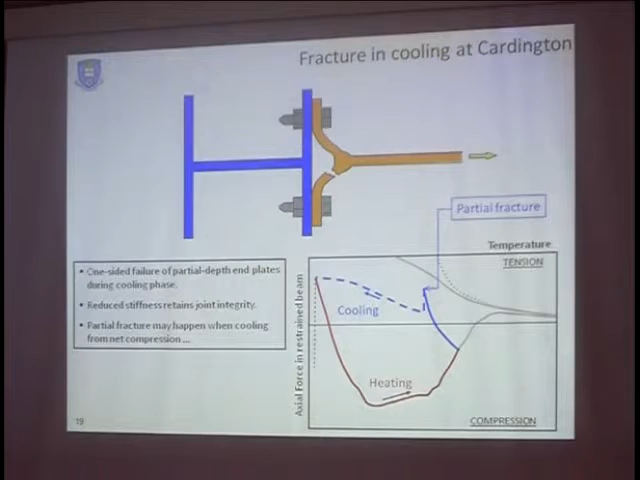 Fracture in cooling at Cardington
Partial fracture
Temperature
TENSION
• One-sided failure of partial-depth end plates
during cooling phase.
• Reduced stiffness retains joint integrity.
• Partial fracture may happen when cooling
from net compression ...
Axial Force in restrained beam
Cooling
Heating
COMPRESSION
19